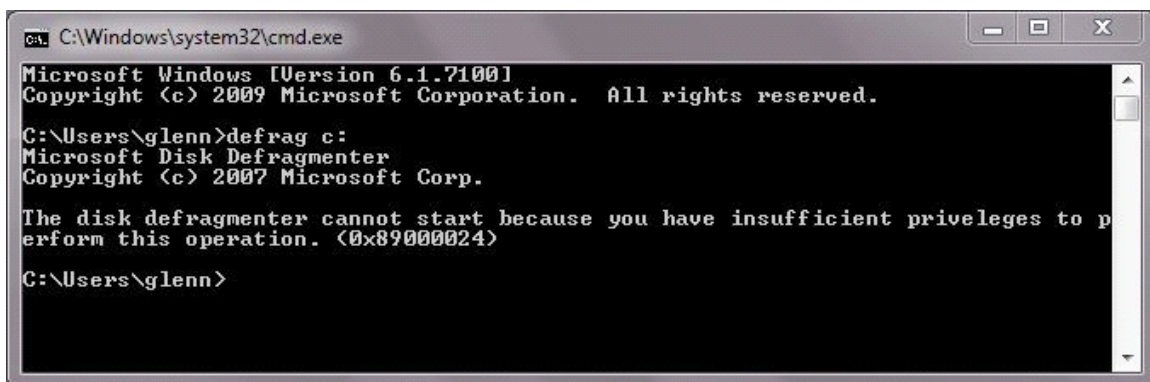 C:\Windows\system32\cmd.exe
Microsoft Windows [Version 6.1.7100]
Copyright (c) 2009 Microsoft Corporation.  All rights reserved.
C:\Users\glenn>defrag c:
Microsoft Disk Defragmenter
Copyright (c) 2007 Microsoft Corp.
The disk defragmenter cannot start because you have insufficient priveleges to p
erform this operation. (0x89000024)
C:\Users\glenn>